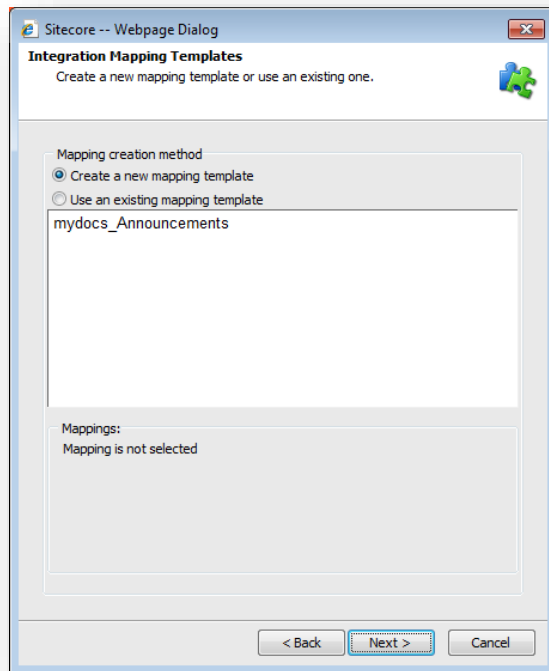 Sitecore -- Webpage Dialog
Integration Mapping Templates
Create a new mapping template or use an existing one.
Mapping creation method
Create a new mapping template
Use an existing mapping template
mydocs_Announcements
Mappings:
Mapping is not selected
< Back Next > Cancel